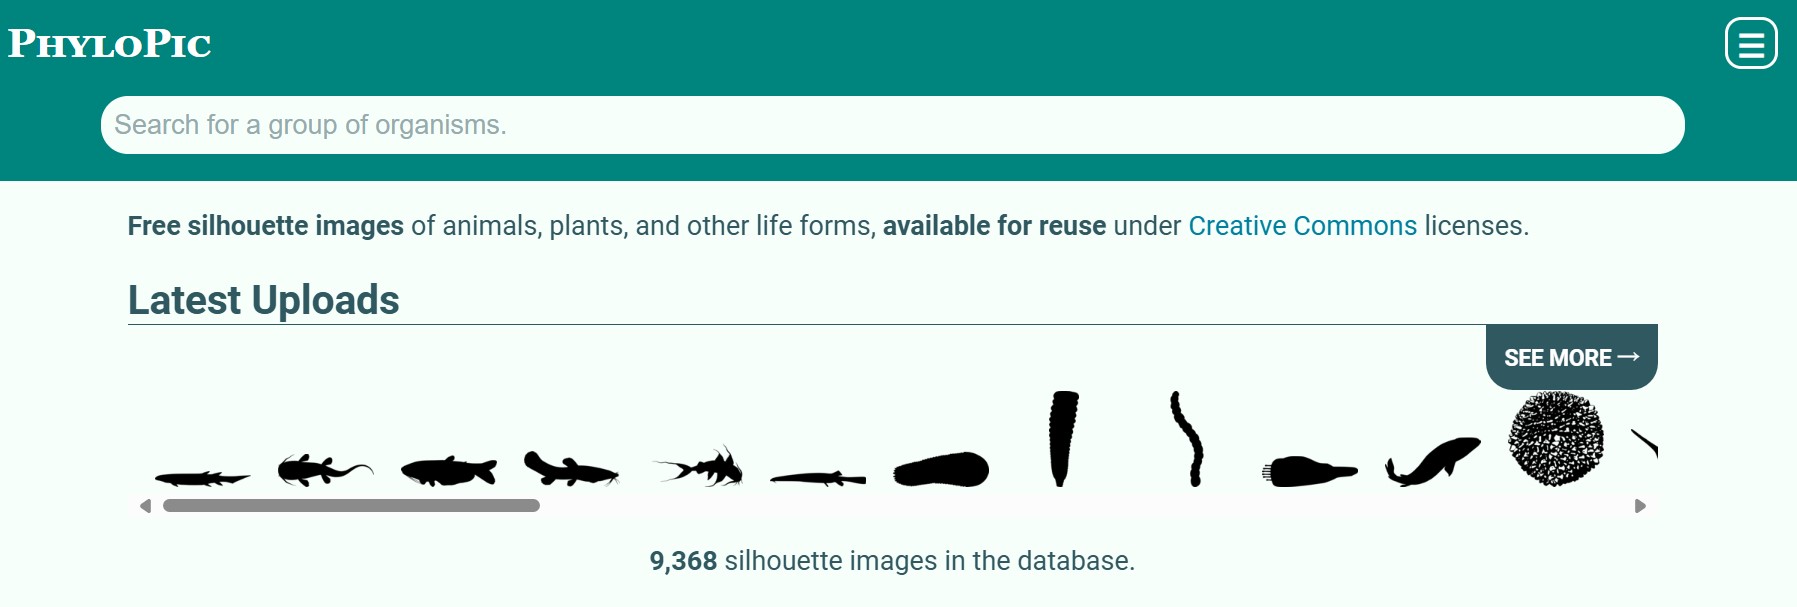 PHYLOPIC
Search for a group of organisms.
Free silhouette images of animals, plants, and other life forms, available for reuse under Creative Commons licenses.
Latest Uploads
SEE MORE →
9,368 silhouette images in the database.